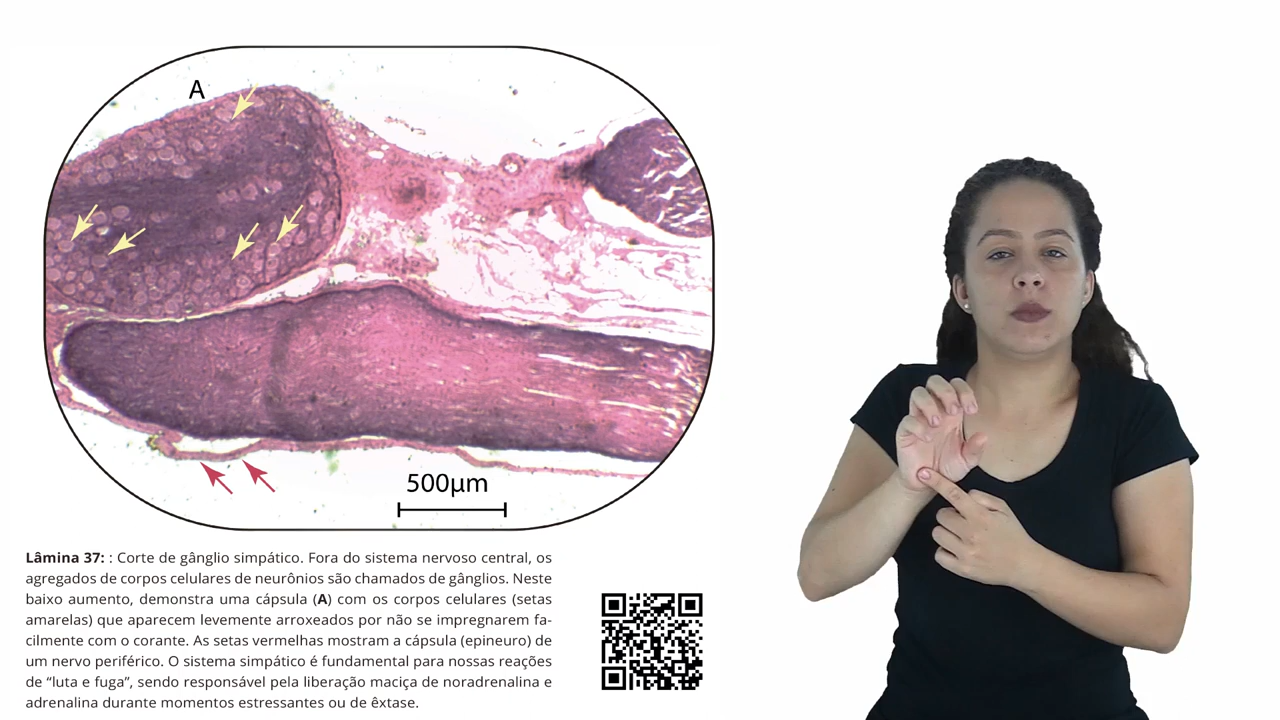 A
500µm
Lâmina 37: : Corte de gânglio simpático. Fora do sistema nervoso central, os
agregados de corpos celulares de neurônios são chamados de gânglios. Neste
baixo aumento, demonstra uma cápsula (A) com os corpos celulares (setas
amarelas) que aparecem levemente arroxeados por não se impregnarem fa-
cilmente com o corante. As setas vermelhas mostram a cápsula (epineuro) de
um nervo periférico. O sistema simpático é fundamental para nossas reações
de “luta e fuga”, sendo responsável pela liberação maciça de noradrenalina e
adrenalina durante momentos estressantes ou de êxtase.